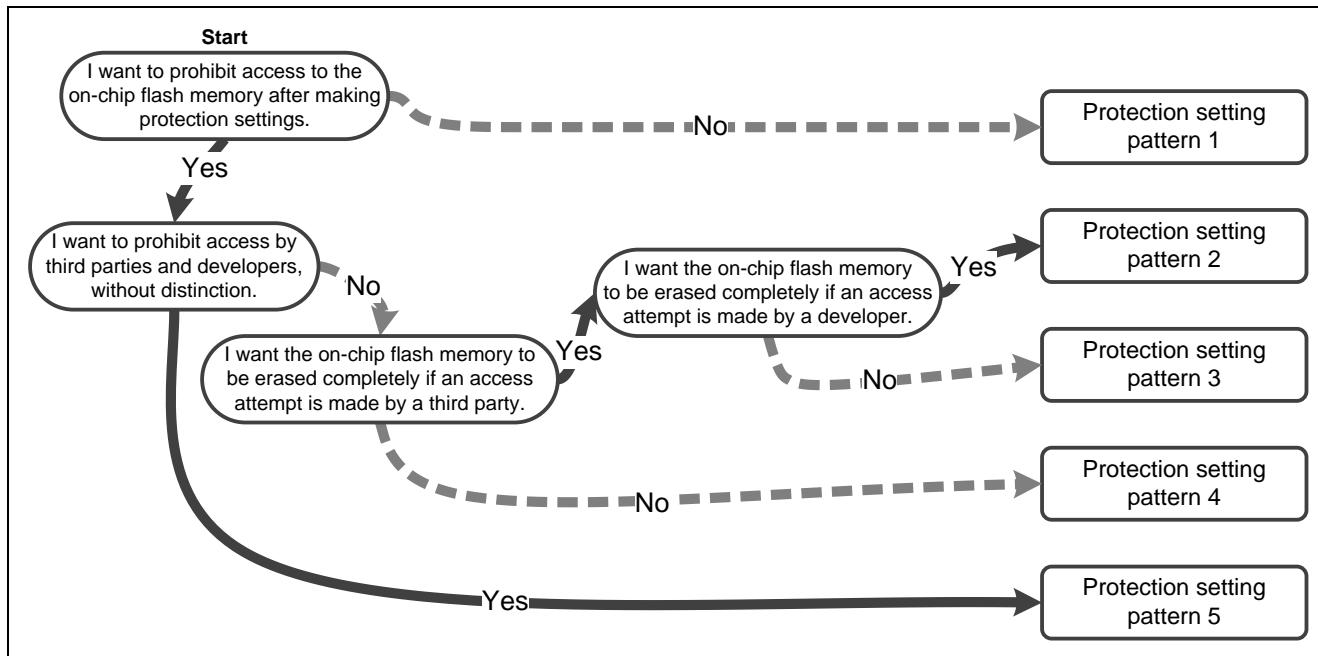 Start
I want to prohibit access to the
on-chip flash memory after making
protection settings.
No
Protection setting
pattern 1
Yes
I want to prohibit access by
third parties and developers,
without distinction.
No
I want the on-chip flash memory
to be erased completely if an access
attempt is made by a developer.
Yes
Protection setting
pattern 2
I want the on-chip flash memory to
be erased completely if an access
attempt is made by a third party.
Yes
No
Protection setting
pattern 3
No
Protection setting
pattern 4
Yes
Protection setting
pattern 5